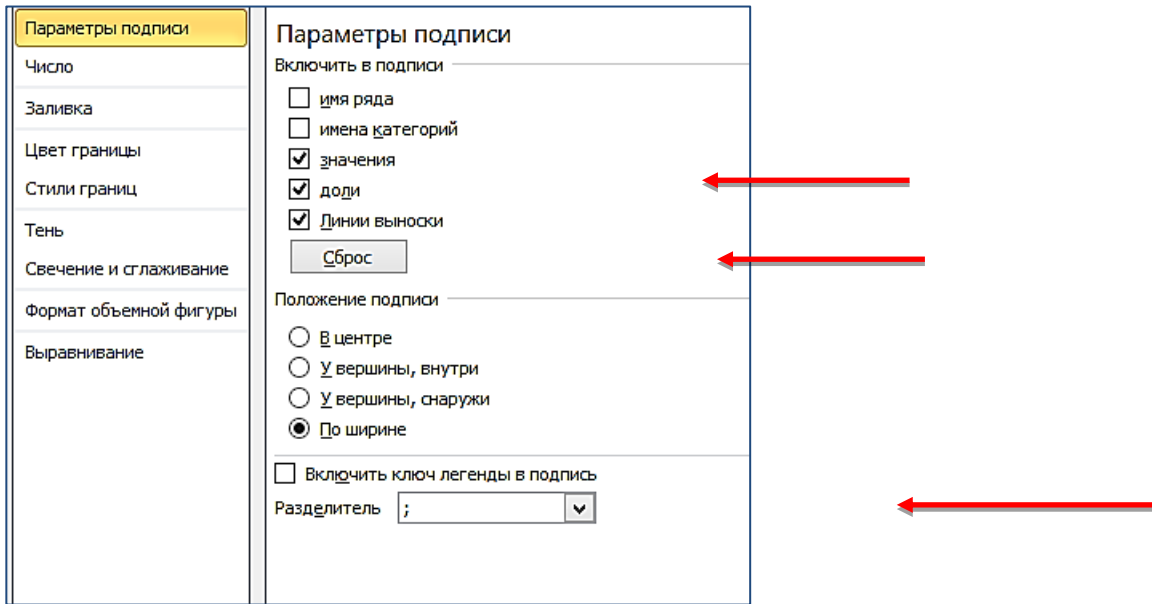 Параметры подписи
Число
Заливка
Цвет границы
Стили границ
Тень
Свечение и сглаживание
Формат объемной фигуры
Выравнивание
Параметры подписи
Включить в подписи
имя ряда
имена категорий
значения
доли
Линии выноски
Сброс
Положение подписи
В центре
У вершины, внутри
У вершины, снаружи
По ширине
Включить ключ легенды в подпись
Разделитель ;